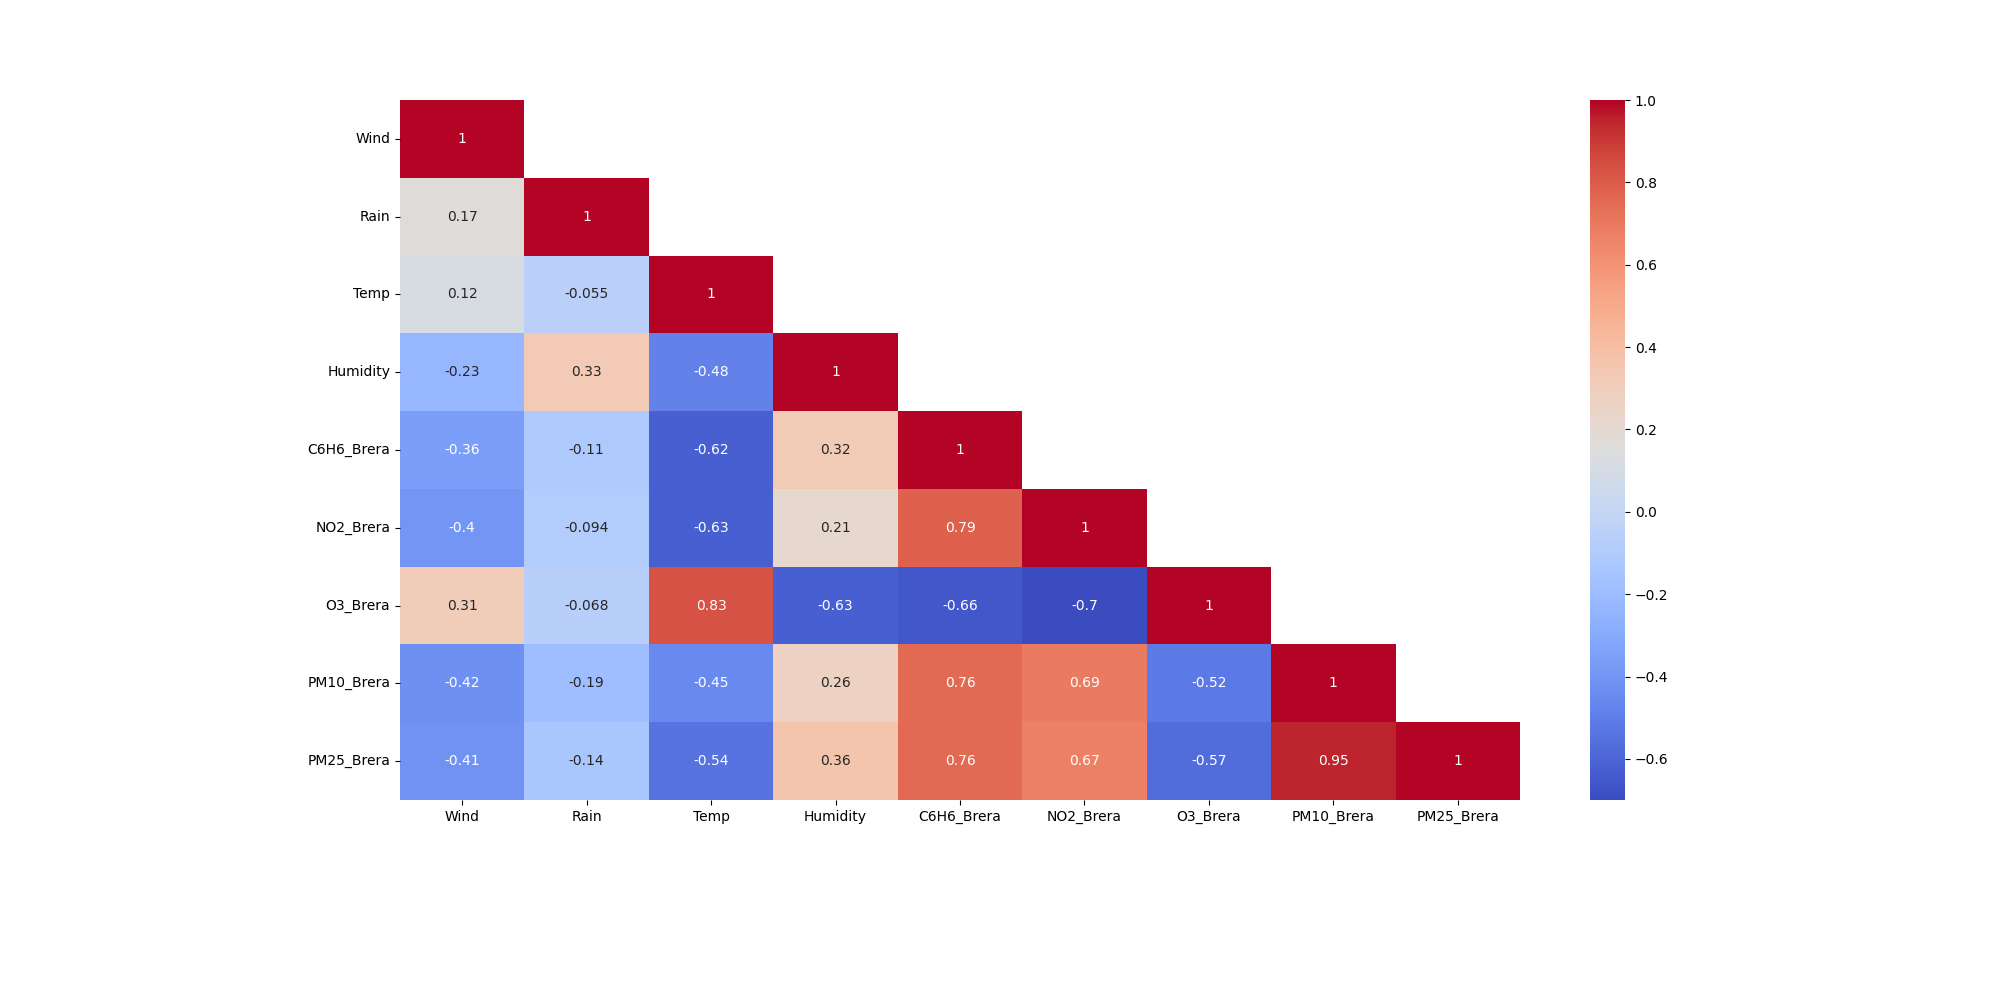 Wind 1
Rain 0.17 1
Temp 0.12 -0.055 1
Humidity -0.23 0.33 -0.48 1
C6H6_Brera -0.36 -0.11 -0.62 0.32 1
NO2_Brera -0.4 -0.094 -0.63 0.21 0.79 1
O3_Brera 0.31 -0.068 0.83 -0.63 -0.66 -0.7 1
PM10_Brera -0.42 -0.19 -0.45 0.26 0.76 0.69 -0.52 1
PM25_Brera -0.41 -0.14 -0.54 0.36 0.76 0.67 -0.57 0.95 1
Wind Rain Temp Humidity C6H6_Brera NO2_Brera O3_Brera PM10_Brera PM25_Brera
1.0
0.8
0.6
0.4
0.2
0.0
−0.2
−0.4
−0.6